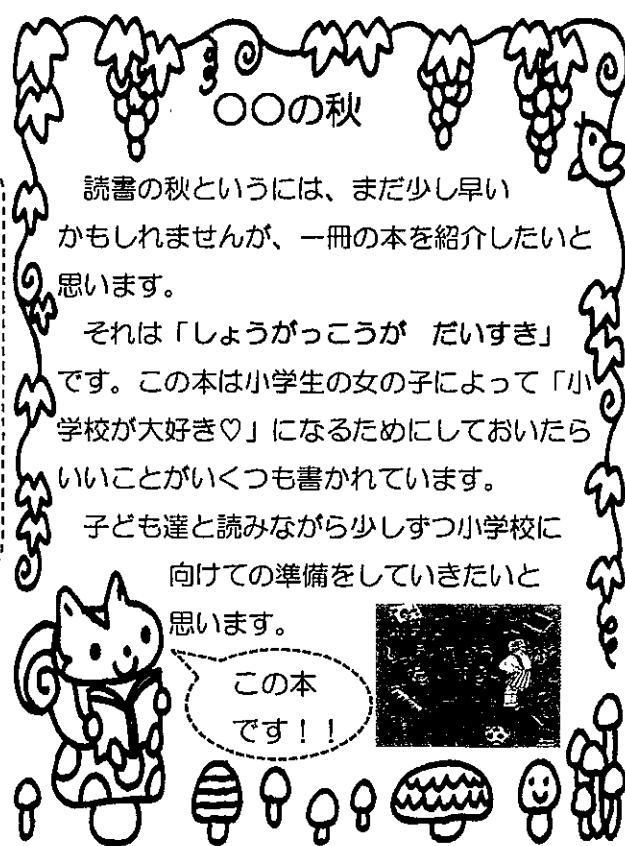 ○○の秋
読書の秋というには、まだ少し早い
かもしれませんが、一冊の本を紹介したいと
思います。
それは「しょうがっこうが　だいすき」
です。この本は小学生の女の子によって「小
学校が大好き♡」になるためにしておいたら
いいことがいくつも書かれています。
子ども達と読みながら少しずつ小学校に
向けての準備をしていきたいと
思います。
この本
です！！